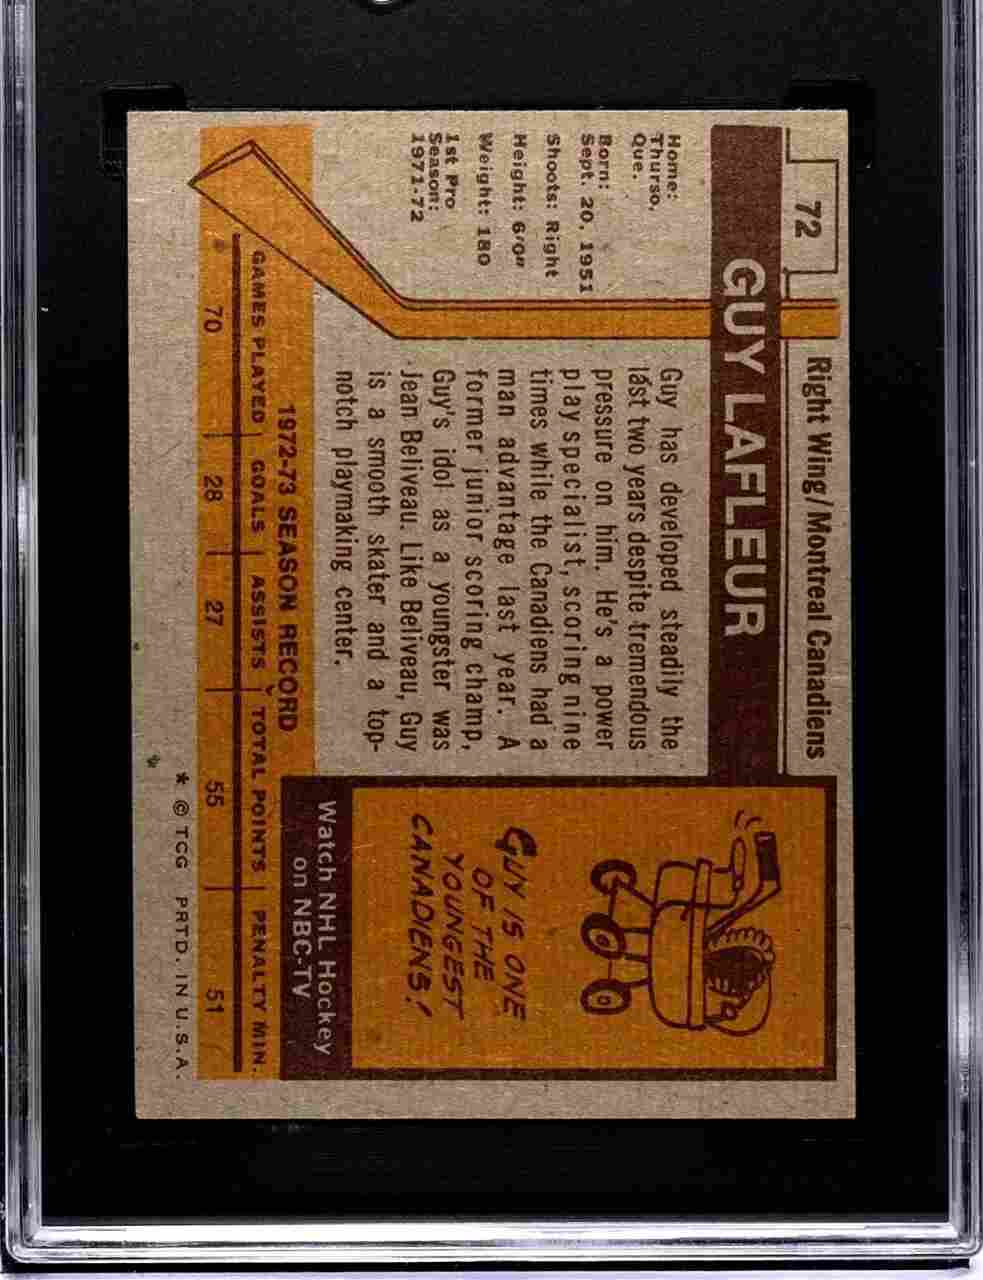 72
Right Wing/Montreal Canadiens
GUY LAFLEUR
Home:
Thurso,
Que.
Born:
Sept. 20, 1951
Shoots: Right
Height: 6/0"
Weight: 180
1st Pro
Season:
1971-72
Guy has developed steadily the
last two years despite tremendous
pressure on him. He's a power
play specialist, scoring nine
times while the Canadiens had a
man advantage last year. A
former junior scoring champ,
Guy's idol as a youngster was
Jean Beliveau. Like Beliveau, Guy
is a smooth skater and a top-
notch playmaking center.
GUY IS ONE
OF THE
YOUNGEST
CANADIENS!
Watch NHL Hockey
on NBC-TV
1972-73 SEASON RECORD
GAMES PLAYED GOALS ASSISTS TOTAL POINTS PENALTY MIN.
70 28 27 55 51
* © TCG PRTD. IN U.S.A.